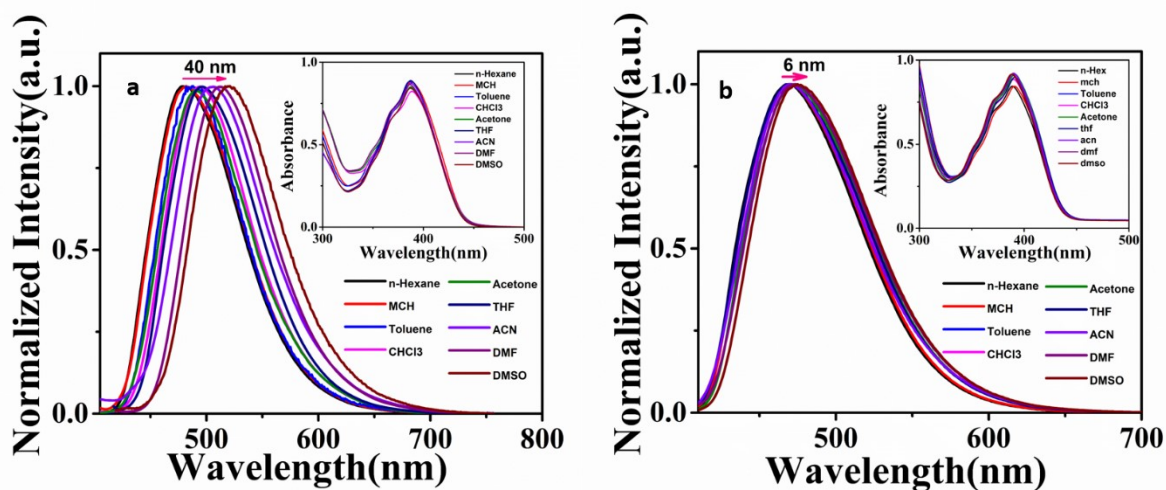 Normalized Intensity(a.u.)
1.0
0.5
0.0
a
40 nm
Absorbance
1.0
0.5
0.0
n-Hexane
MCH
Toluene
CHCl3
Acetone
THF
ACN
DMF
DMSO
300
400
500
Wavelength(nm)
n-Hexane
MCH
Toluene
CHCl3
Acetone
THF
ACN
DMF
DMSO
500
600
700
800
Wavelength(nm)
Normalized Intensity(a.u.)
1.0
0.5
0.0
b
6 nm
Absorbance
1.0
0.5
0.0
n-Hex
mch
Toluene
CHCl3
Acetone
thf
acn
dmf
dmso
300
400
500
Wavelength(nm)
n-Hexane
MCH
Toluene
CHCl3
Acetone
THF
ACN
DMF
DMSO
500
600
700
Wavelength(nm)